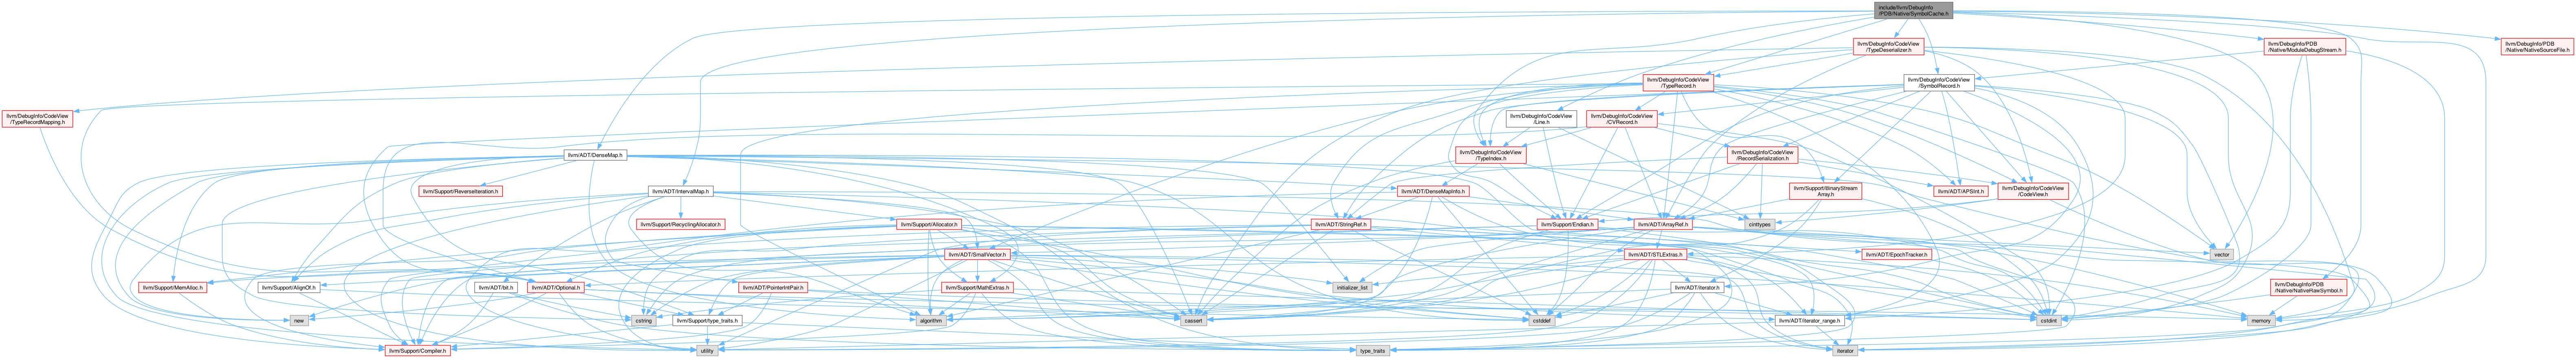 include/llvm/DebugInfo
/PDB/Native/SymbolCache.h
llvm/DebugInfo/CodeView
/TypeDeserializer.h
llvm/DebugInfo/PDB
/Native/ModuleDebugStream.h
llvm/DebugInfo/PDB
/Native/NativeSourceFile.h
llvm/DebugInfo/CodeView
/TypeRecord.h
llvm/DebugInfo/CodeView
/SymbolRecord.h
llvm/DebugInfo/CodeView
/TypeRecordMapping.h
llvm/DebugInfo/CodeView
/Line.h
llvm/DebugInfo/CodeView
/CVRecord.h
llvm/ADT/DenseMap.h
llvm/DebugInfo/CodeView
/TypeIndex.h
llvm/DebugInfo/CodeView
/RecordSerialization.h
llvm/Support/ReverseIteration.h
llvm/ADT/IntervalMap.h
llvm/ADT/DenseMapInfo.h
llvm/Support/BinaryStream
Array.h
llvm/ADT/APSInt.h
llvm/DebugInfo/CodeView
/CodeView.h
llvm/Support/RecyclingAllocator.h
llvm/Support/Allocator.h
llvm/ADT/StringRef.h
llvm/Support/Endian.h
cinttypes
llvm/ADT/ArrayRef.h
llvm/ADT/SmallVector.h
llvm/ADT/STLExtras.h
llvm/ADT/EpochTracker.h
vector
llvm/Support/MemAlloc.h
llvm/Support/AlignOf.h
llvm/ADT/bit.h
llvm/ADT/Optional.h
llvm/ADT/PointerIntPair.h
llvm/Support/MathExtras.h
initializer_list
llvm/ADT/iterator.h
llvm/DebugInfo/PDB
/Native/NativeRawSymbol.h
new
cstring
llvm/Support/type_traits.h
algorithm
cassert
cstddef
llvm/ADT/iterator_range.h
cstdint
memory
llvm/Support/Compiler.h
utility
type_traits
iterator